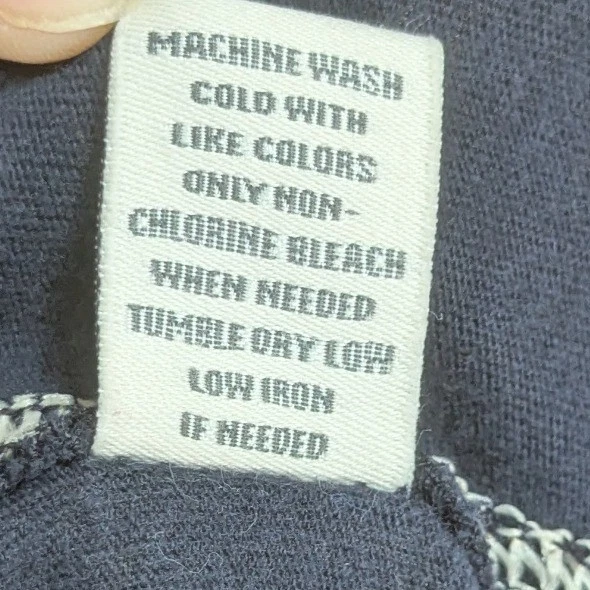 MACHINE WASH
COLD WITH
LIKE COLORS
ONLY NON-
CHLORINE BLEACH
WHEN NEEDED
TUMBLE DRY LOW
LOW IRON
IF NEEDED